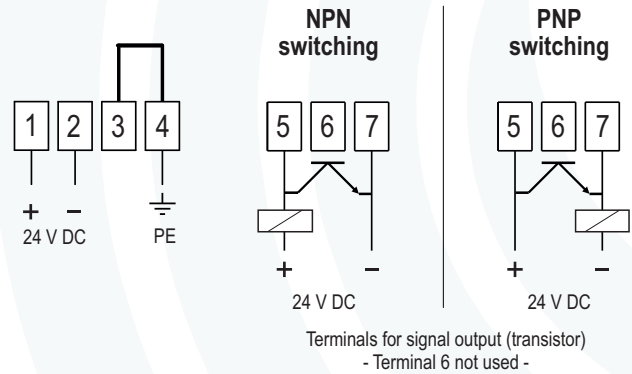 NPN
switching
PNP
switching
1 2 3 4
5 6 7
5 6 7
+ −
24 V DC
PE
+ −
24 V DC
+ −
24 V DC
Terminals for signal output (transistor)
- Terminal 6 not used -